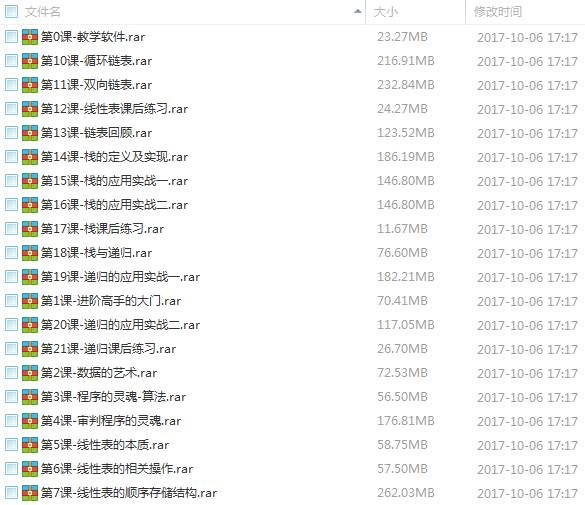 文件名 大小 修改时间
第0课-教学软件.rar 23.27MB 2017-10-06 17:17
第10课-循环链表.rar 216.91MB 2017-10-06 17:17
第11课-双向链表.rar 232.84MB 2017-10-06 17:17
第12课-线性表课后练习.rar 24.27MB 2017-10-06 17:17
第13课-链表回顾.rar 123.52MB 2017-10-06 17:17
第14课-栈的定义及实现.rar 186.19MB 2017-10-06 17:17
第15课-栈的应用实战一.rar 146.80MB 2017-10-06 17:17
第16课-栈的应用实战二.rar 146.80MB 2017-10-06 17:17
第17课-栈课后练习.rar 11.67MB 2017-10-06 17:17
第18课-栈与递归.rar 76.60MB 2017-10-06 17:17
第19课-递归的应用实战一.rar 182.21MB 2017-10-06 17:17
第1课-进阶高手的大门.rar 70.41MB 2017-10-06 17:17
第20课-递归的应用实战二.rar 117.05MB 2017-10-06 17:17
第21课-递归课后练习.rar 26.70MB 2017-10-06 17:17
第2课-数据的艺术.rar 72.53MB 2017-10-06 17:17
第3课-程序的灵魂-算法.rar 56.50MB 2017-10-06 17:17
第4课-审判程序的灵魂.rar 176.81MB 2017-10-06 17:17
第5课-线性表的本质.rar 58.75MB 2017-10-06 17:17
第6课-线性表的相关操作.rar 57.50MB 2017-10-06 17:17
第7课-线性表的顺序存储结构.rar 262.03MB 2017-10-06 17:17